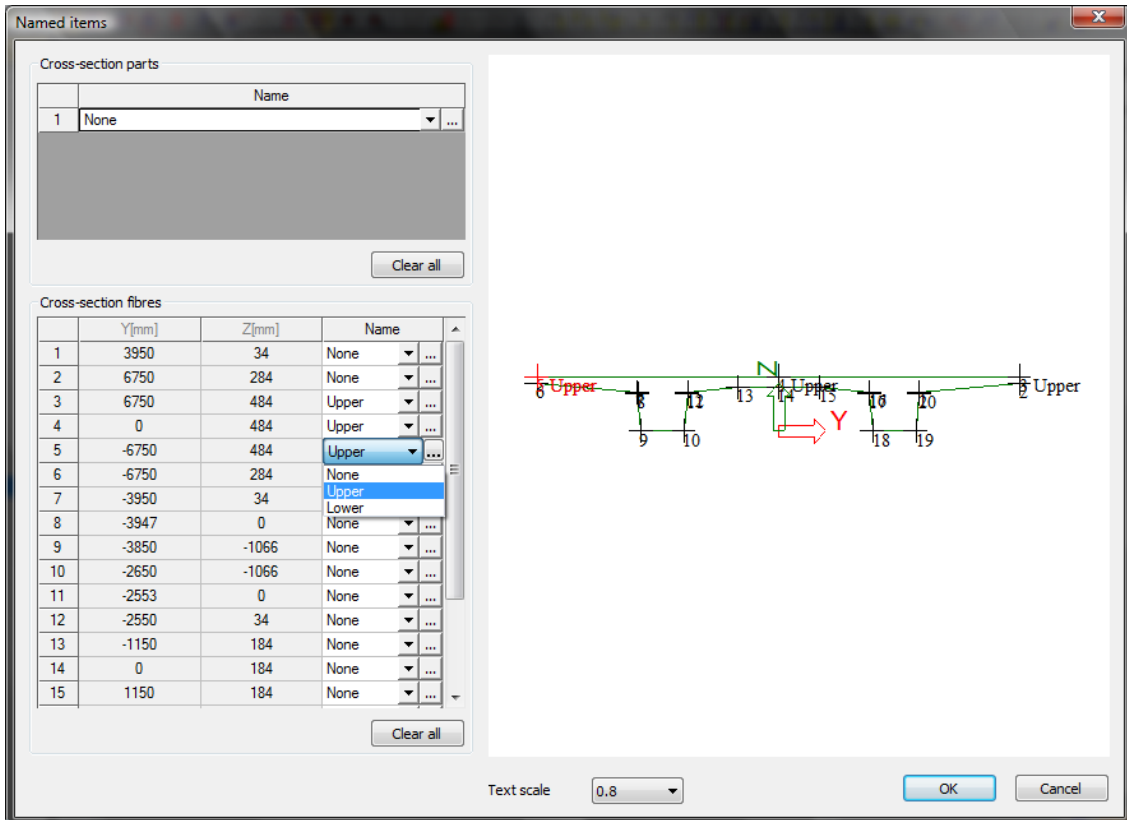 Named items
Cross-section parts
Name
1 None ...
Clear all
Cross-section fibres
Y[mm] Z[mm] Name
1 3950 34 None ...
2 6750 284 None ...
3 6750 484 Upper ...
4 0 484 Upper ...
5 -6750 484 Upper ...
6 -6750 284 None
7 -3950 34 Upper
Lower
8 -3947 0 None ...
9 -3850 -1066 None ...
10 -2650 -1066 None ...
11 -2553 0 None ...
12 -2550 34 None ...
13 -1150 184 None ...
14 0 184 None ...
15 1150 184 None ...
Clear all
N
Upper Upper Upper
6 8 12 13 14 15 16 20 2
Y
9 10 18 19
Text scale 0.8 OK Cancel